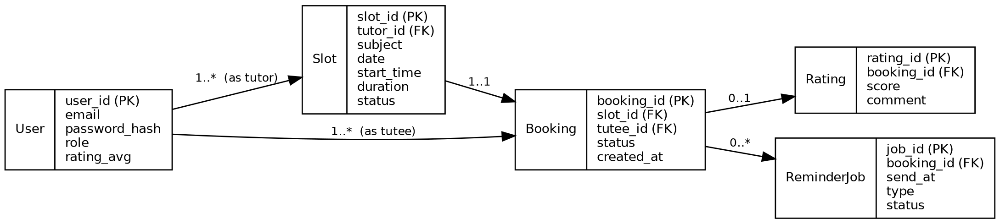 User
user_id (PK)
email
password_hash
role
rating_avg
1..*  (as tutor)
1..*  (as tutee)
Slot
slot_id (PK)
tutor_id (FK)
subject
date
start_time
duration
status
1..1
Booking
booking_id (PK)
slot_id (FK)
tutee_id (FK)
status
created_at
0..1
0..*
Rating
rating_id (PK)
booking_id (FK)
score
comment
ReminderJob
job_id (PK)
booking_id (FK)
send_at
type
status